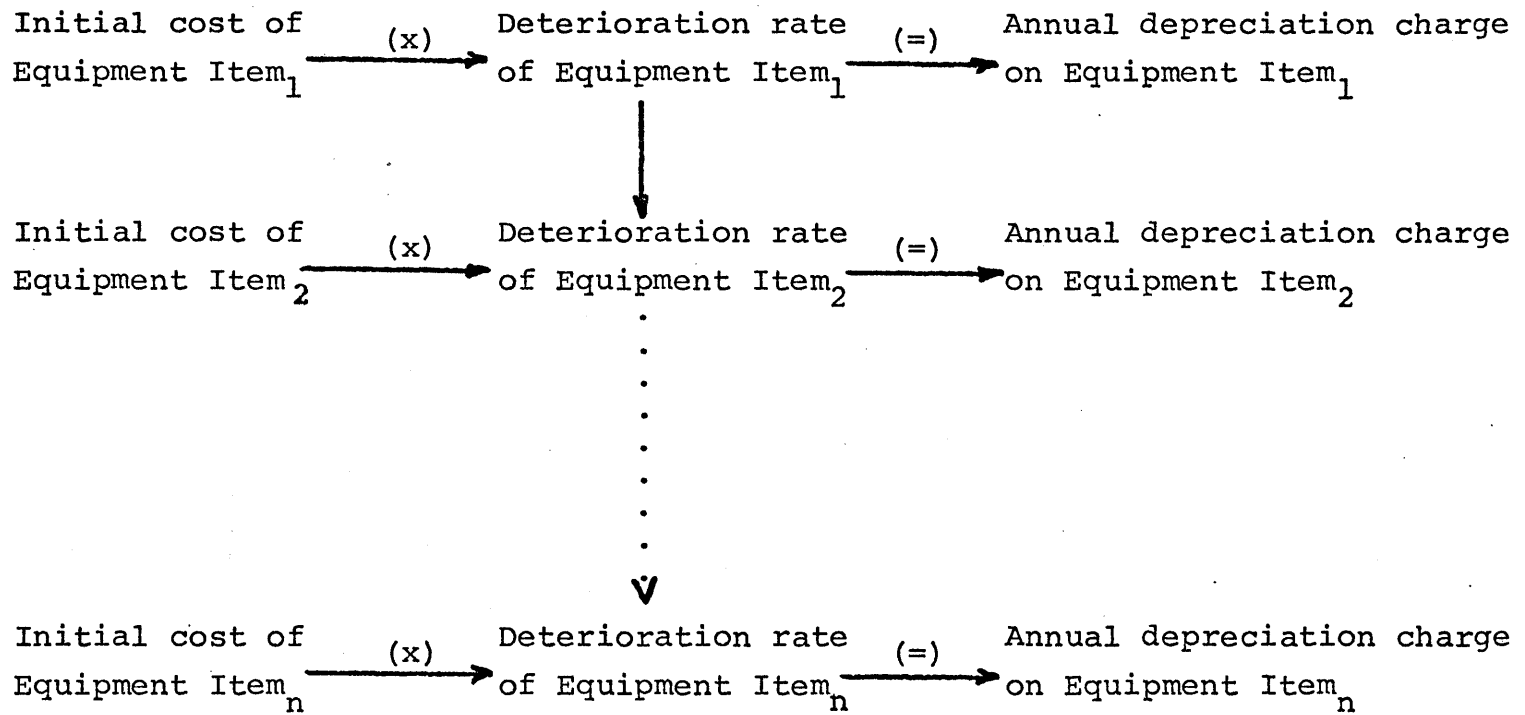 Initial cost of (x) Deterioration rate (=) Annual depreciation charge
Equipment Item₁ of Equipment Item₁ on Equipment Item₁
Initial cost of (x) Deterioration rate (=) Annual depreciation charge
Equipment Item₂ of Equipment Item₂ on Equipment Item₂
Initial cost of (x) Deterioration rate (=) Annual depreciation charge
Equipment Itemₙ of Equipment Itemₙ on Equipment Itemₙ